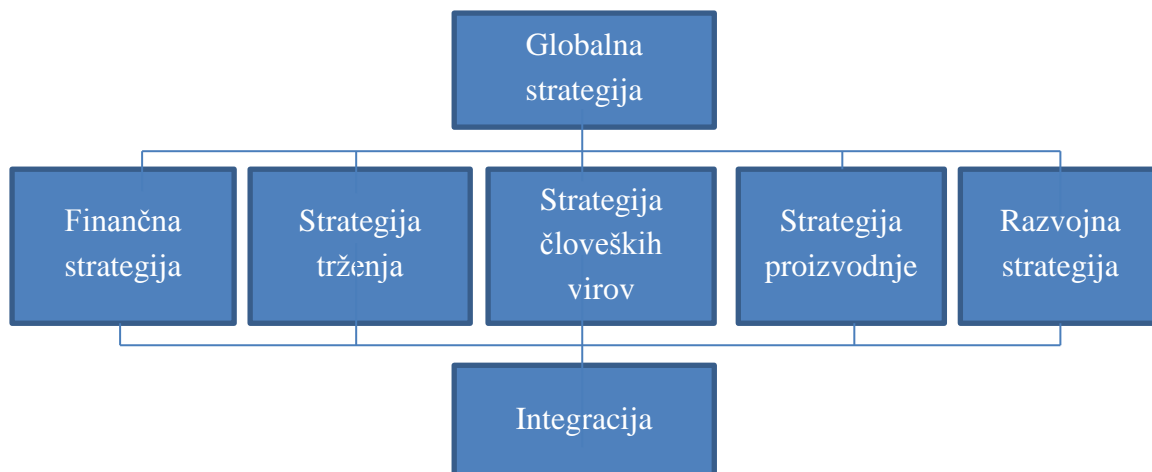 Globalna
strategija
Finančna
strategija
Strategija
trženja
Strategija
človeških
virov
Strategija
proizvodnje
Razvojna
strategija
Integracija